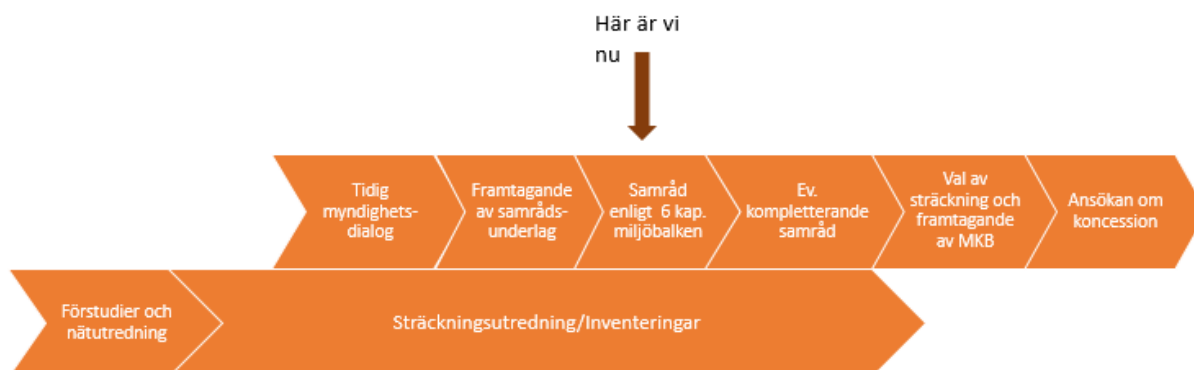 Här är vi
nu
Tidig
myndighets-
dialog
Framtagande
av samråds-
underlag
Samråd
enligt 6 kap.
miljöbalken
Ev.
kompletterande
samråd
Val av
sträckning och
framtagande
av MKB
Ansökan om
koncession
Förstudier och
nätutredning
Sträckningsutredning/Inventeringar